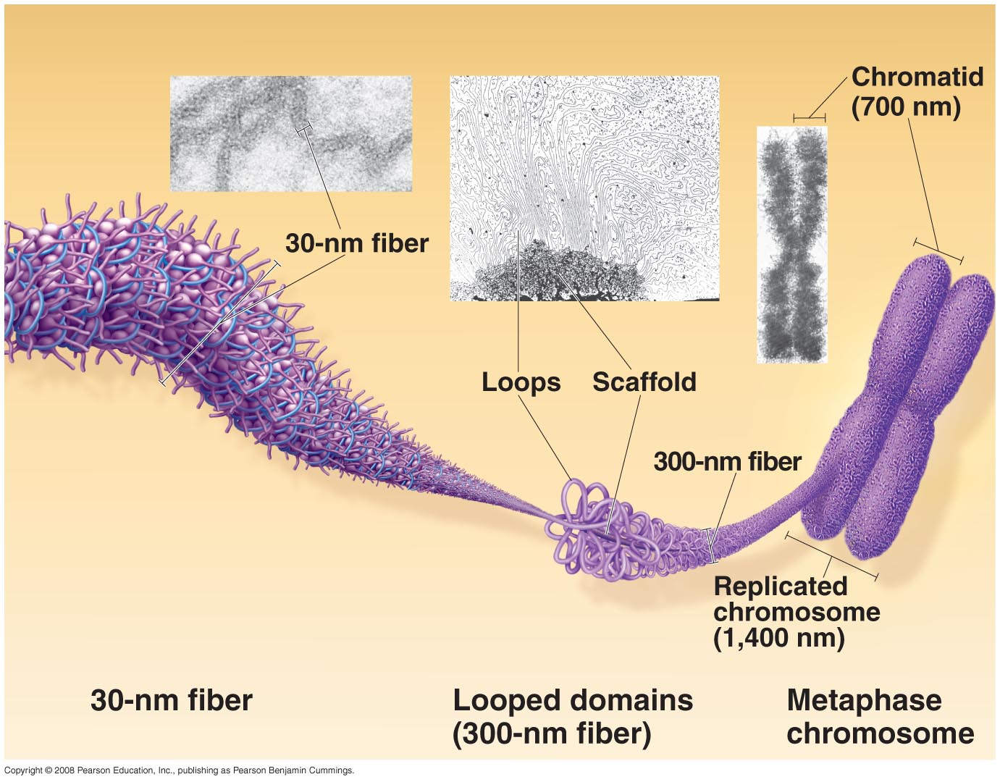 Chromatid
(700 nm)
30-nm fiber
Loops
Scaffold
300-nm fiber
Replicated
chromosome
(1,400 nm)
30-nm fiber
Looped domains
(300-nm fiber)
Metaphase
chromosome
Copyright © 2008 Pearson Education, Inc., publishing as Pearson Benjamin Cummings.